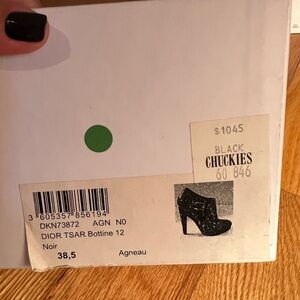 $1045
BLACK
CHUCKIES
60 846
3 605357 856194
DKN73872 AGN N0
DIOR TSAR Bottine 12
Noir
38,5 Agneau